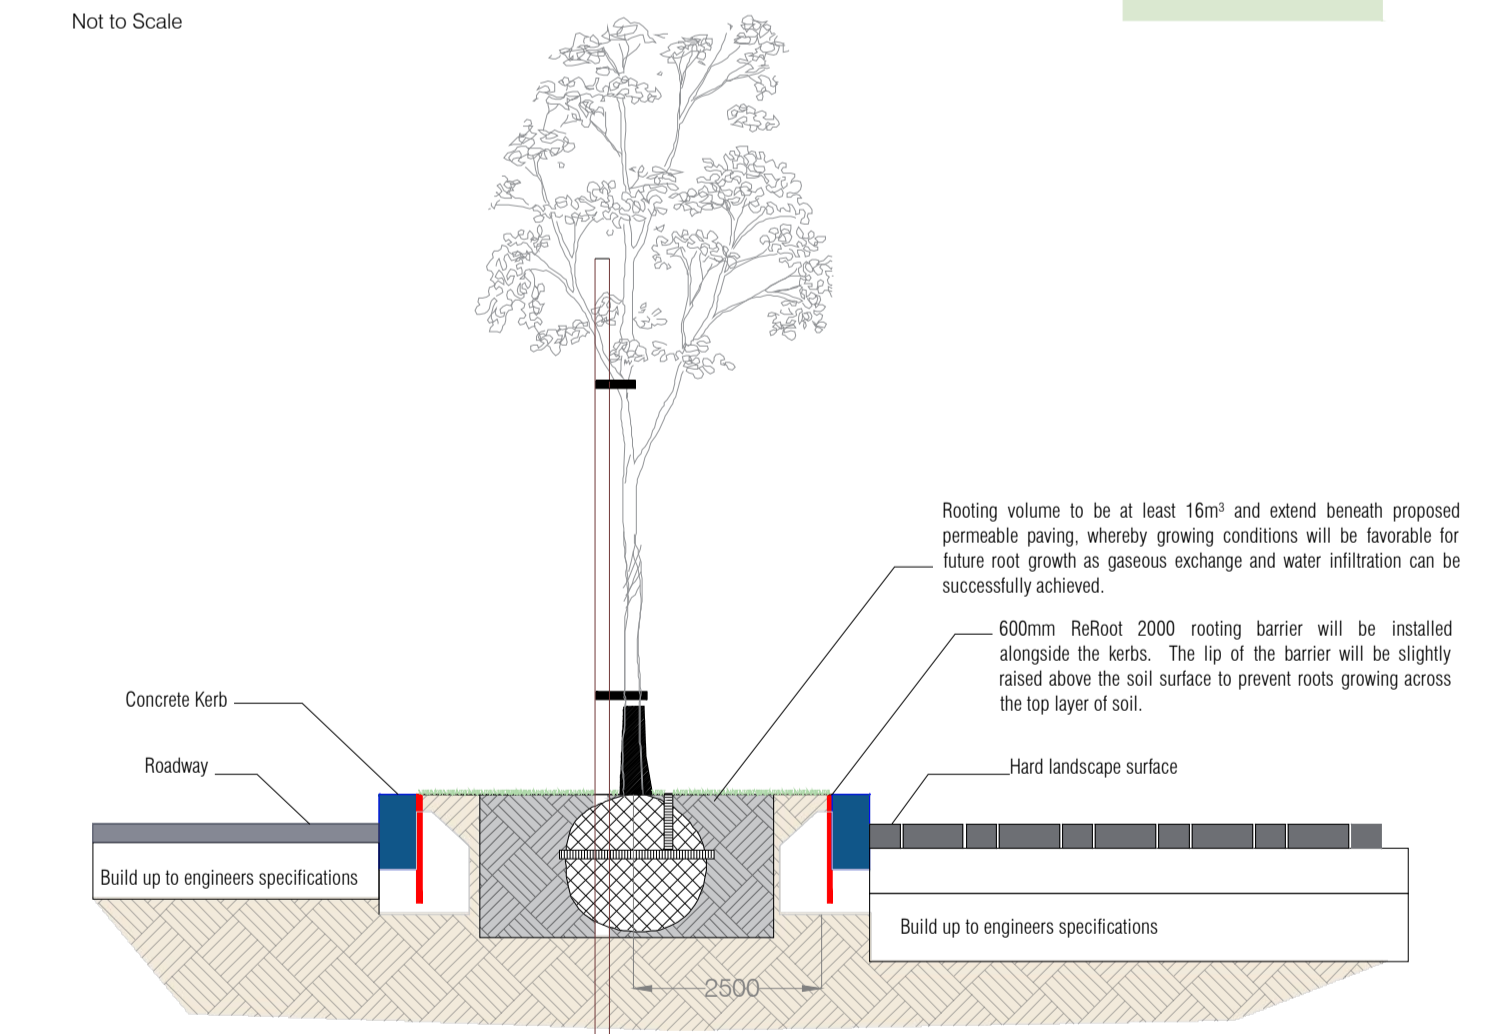 Not to Scale
Rooting volume to be at least 16m³ and extend beneath proposed
permeable paving, whereby growing conditions will be favorable for
future root growth as gaseous exchange and water infiltration can be
successfully achieved.
600mm ReRoot 2000 rooting barrier will be installed
alongside the kerbs. The lip of the barrier will be slightly
raised above the soil surface to prevent roots growing across
the top layer of soil.
Concrete Kerb
Roadway
Hard landscape surface
Build up to engineers specifications
Build up to engineers specifications
2500